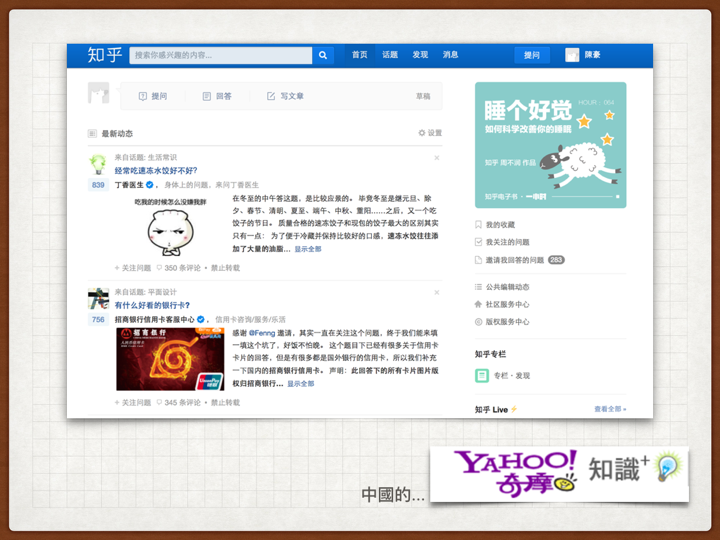 知乎
搜索你感兴趣的内容...
首页 话题 发现 消息
提问
陳豪
提问 回答 写文章 草稿
最新动态 设置
来自话题: 生活常识
经常吃速冻水饺好不好?
839 丁香医生 , 身体上的问题，来问丁香医生
吃我的时候怎么没嫌我胖
在冬至的中午答这题，是比较应景的。 毕竟冬至是继元旦、除
夕、春节、清明、夏至、端午、中秋、重阳……之后，又一个吃
饺子的节日。 质量合格的速冻饺子和现包的饺子最大的区别其实
只有一点： 为了便于冷藏并保持比较好的口感，速冻水饺往往添
加了大量的油脂... 显示全部
+ 关注问题 350 条评论 • 禁止转载
来自话题: 平面设计
有什么好看的银行卡?
756 招商银行信用卡客服中心 , 信用卡咨询/服务/乐活
招商银行
UnionPay
银联
感谢 @Fenng 邀请，其实一直在关注这个问题，终于我们能来填
一填这个坑了，好饭不怕晚。 这个题目下已经有很多关于信用卡
卡片的回答，但是有很多都是国外银行的信用卡，所以我们补充
一下国内的招商银行信用卡。 声明：此回答下的所有卡片图片版
权归招商银行... 显示全部
+ 关注问题 345 条评论 • 禁止转载
睡个好觉
HOUR : 064
如何科学改善你的睡眠
知乎 周不润 作品
知乎电子书 · 一小时
我的收藏
我关注的问题
邀请我回答的问题 283
公共编辑动态
社区服务中心
版权服务中心
知乎专栏
专栏 · 发现
知乎 Live 查看全部 »
中國的...
YAHOO!
奇摩
知識+